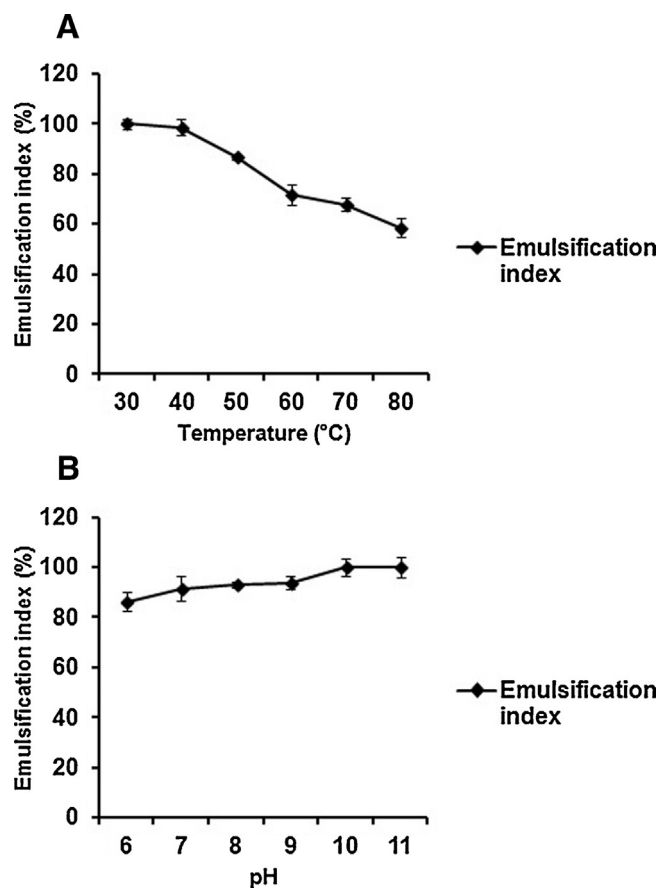 A
Emulsification index (%)
120
100
80
60
40
20
0
30 40 50 60 70 80
Temperature (°C)
Emulsification
index
B
Emulsification index (%)
120
100
80
60
40
20
0
6 7 8 9 10 11
pH
Emulsification
index